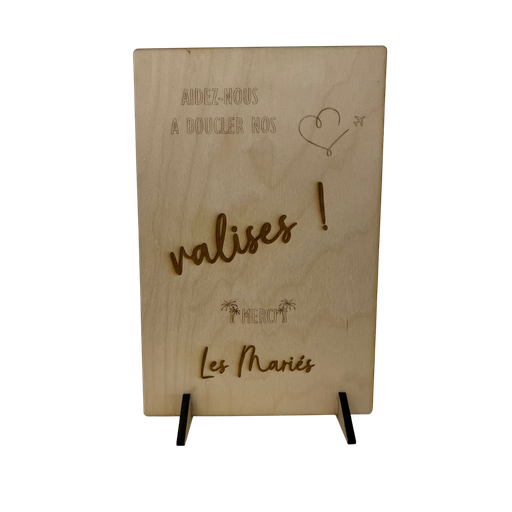 AIDEZ-NOUS
A BOUCLER NOS
valises !
MERCI
Les Mariés